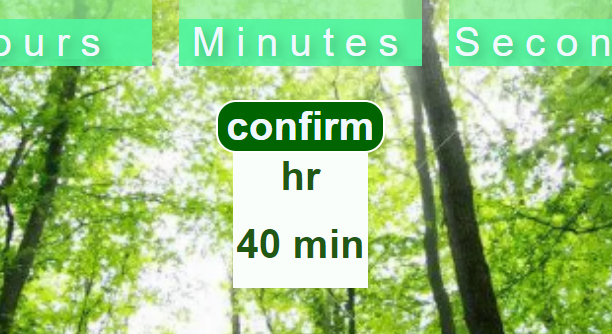 ours Minutes Secon
confirm
hr
40 min